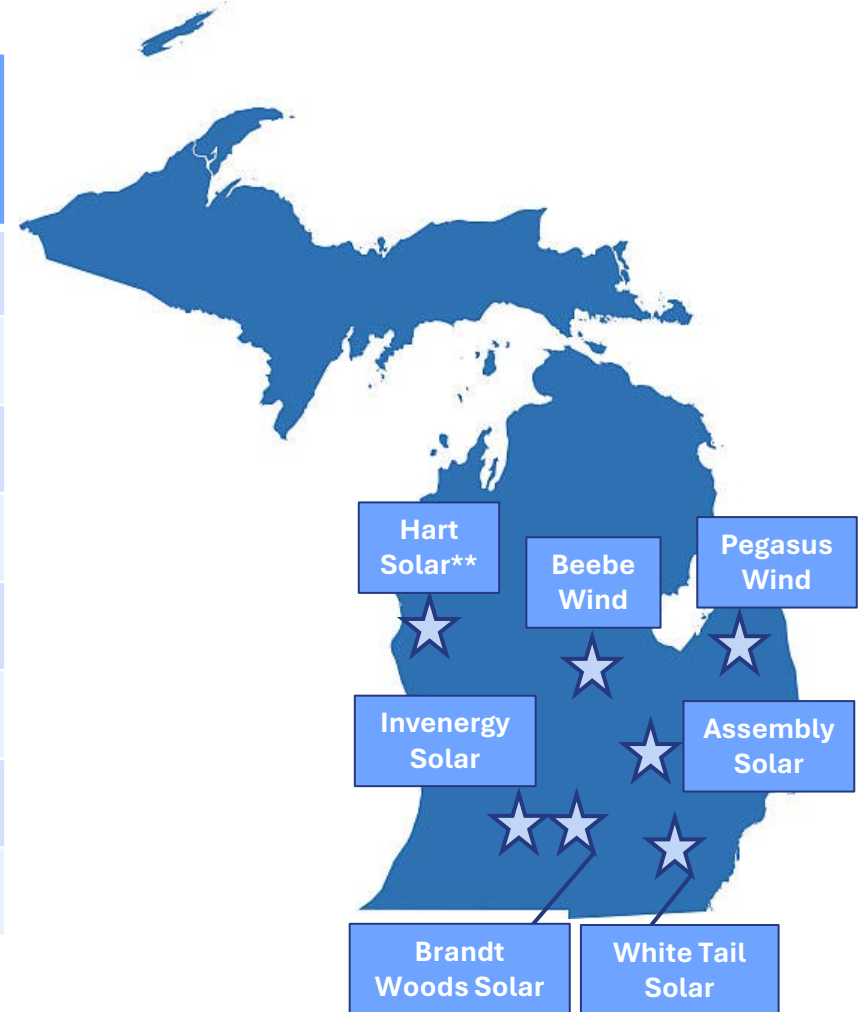 Hart
Solar**
Beebe
Wind
Pegasus
Wind
Invenergy
Solar
Assembly
Solar
Brandt
Woods Solar
White Tail
Solar